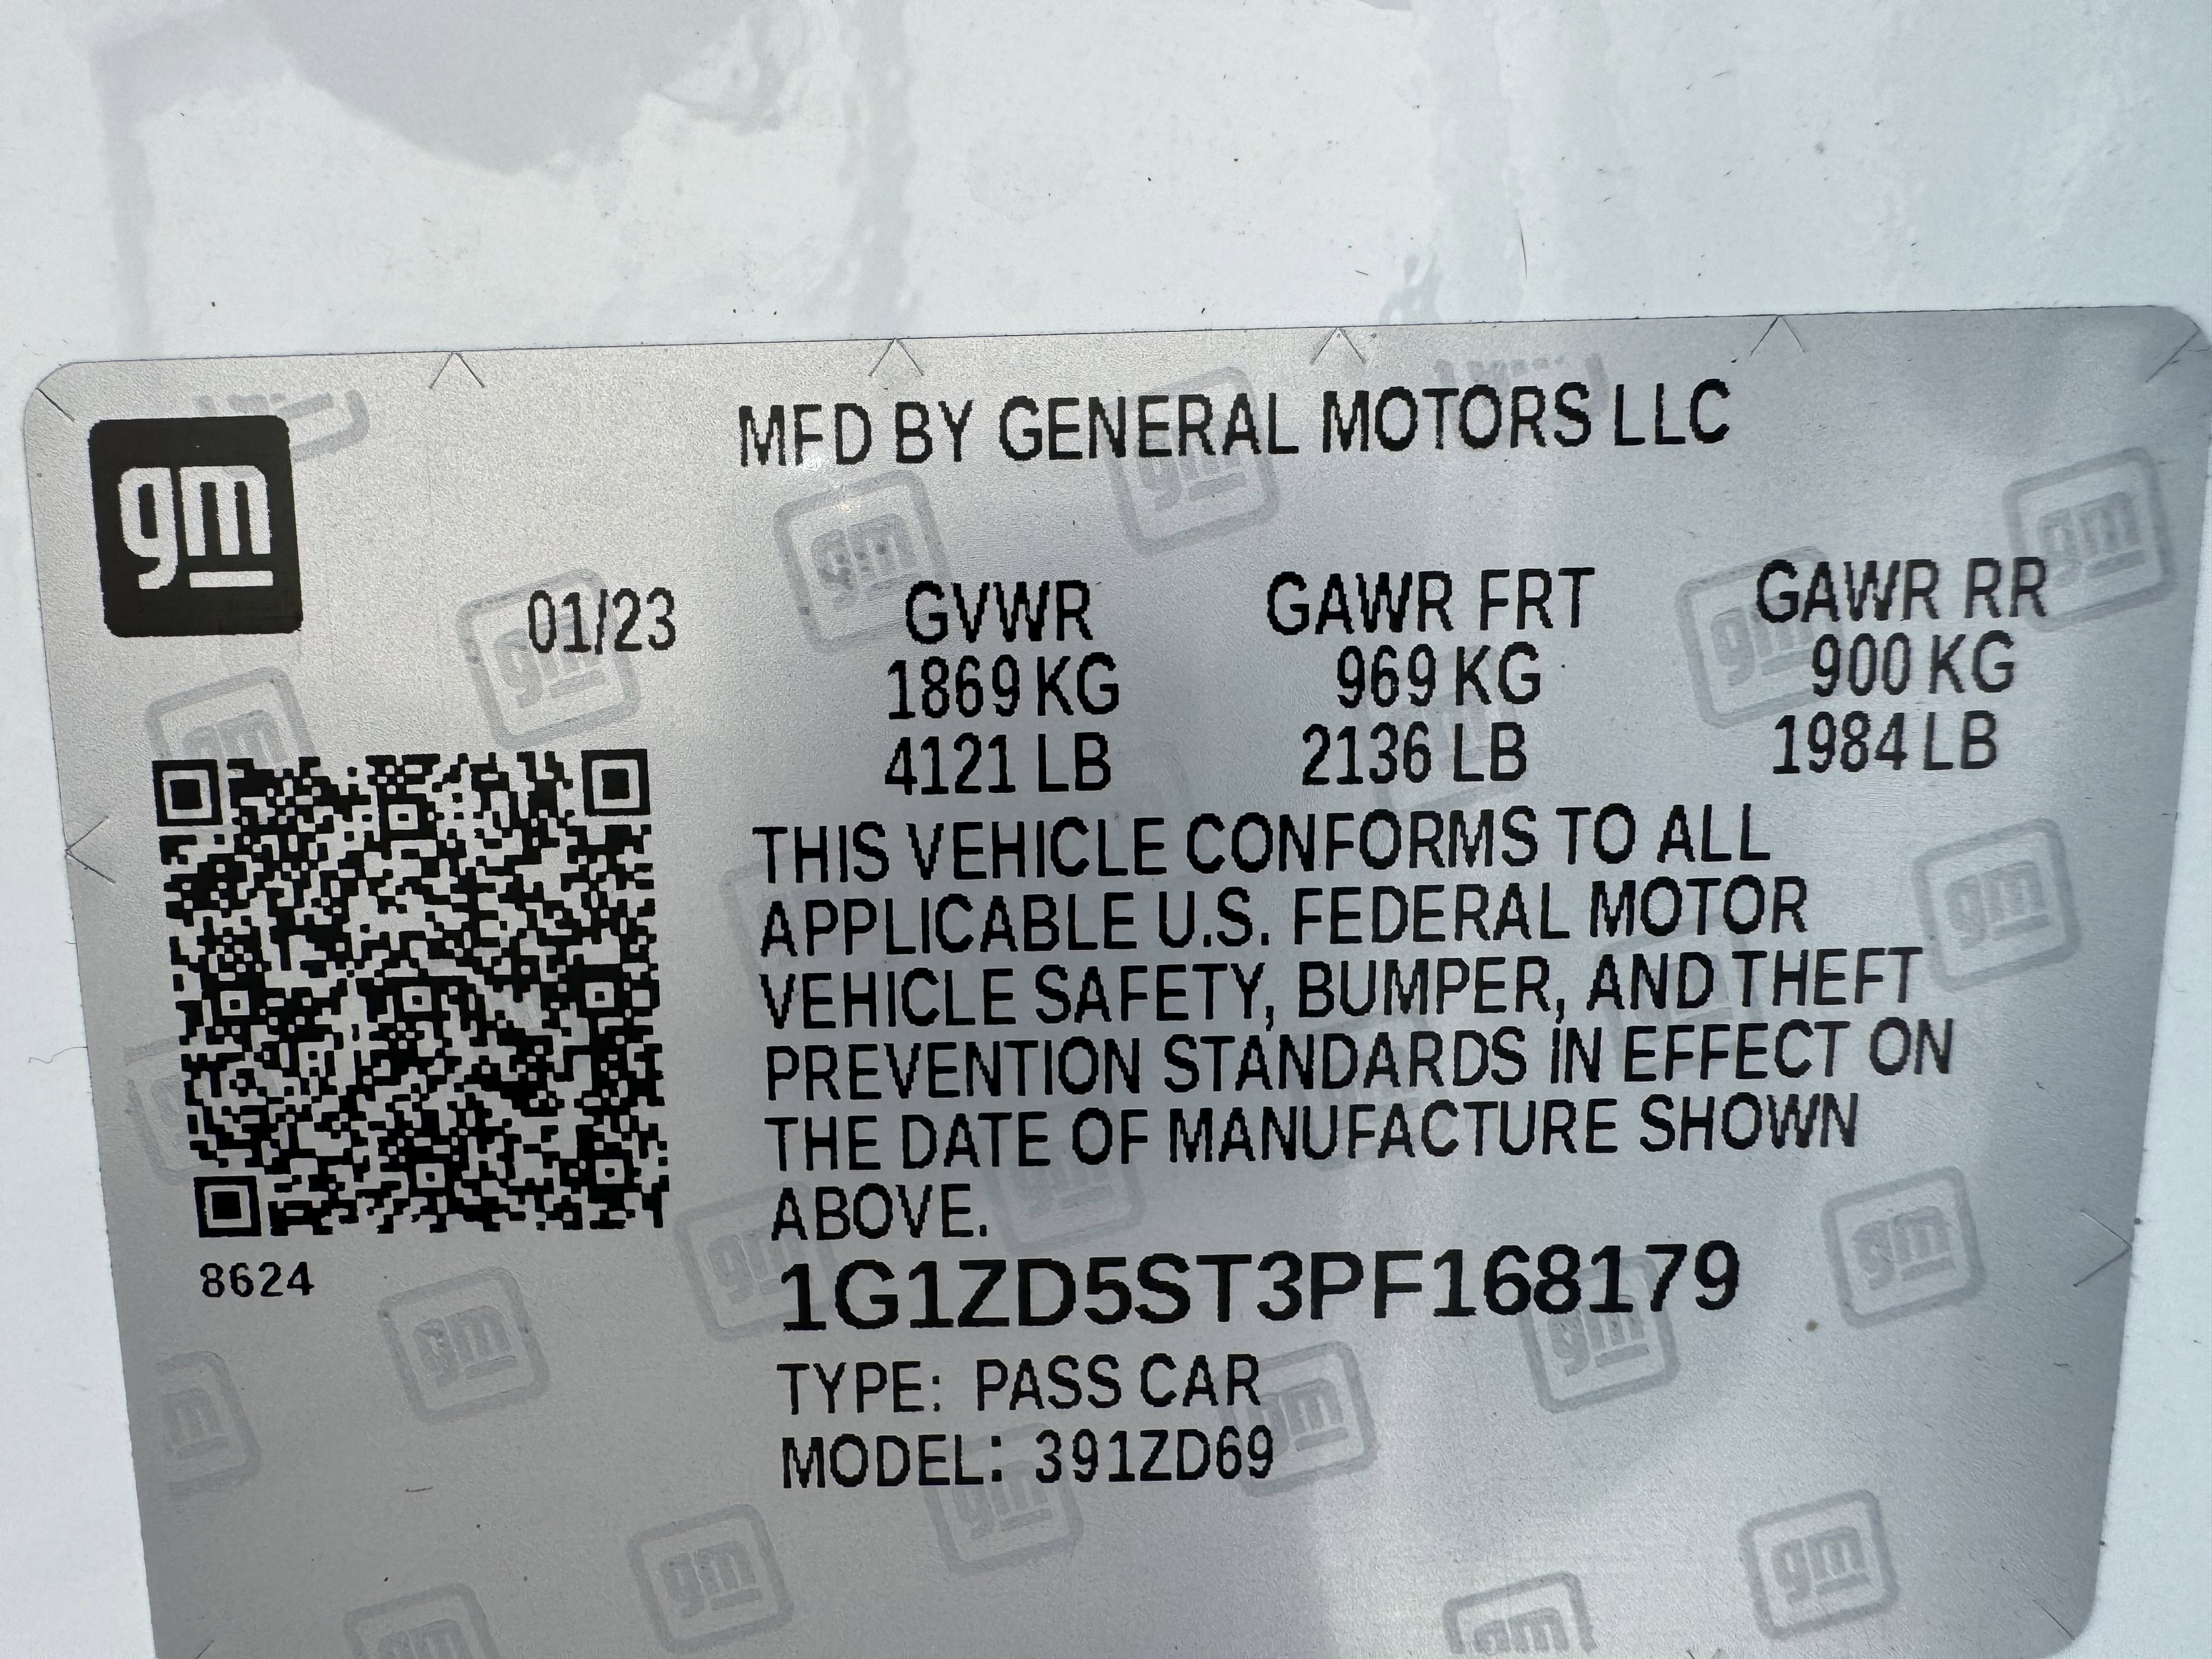 gm
MFD BY GENERAL MOTORS LLC
01/23
GVWR GAWR FRT GAWR RR
1869 KG 969 KG 900 KG
4121 LB 2136 LB 1984 LB
THIS VEHICLE CONFORMS TO ALL
APPLICABLE U.S. FEDERAL MOTOR
VEHICLE SAFETY, BUMPER, AND THEFT
PREVENTION STANDARDS IN EFFECT ON
THE DATE OF MANUFACTURE SHOWN
ABOVE.
8624
1G1ZD5ST3PF168179
TYPE: PASS CAR
MODEL: 391ZD69